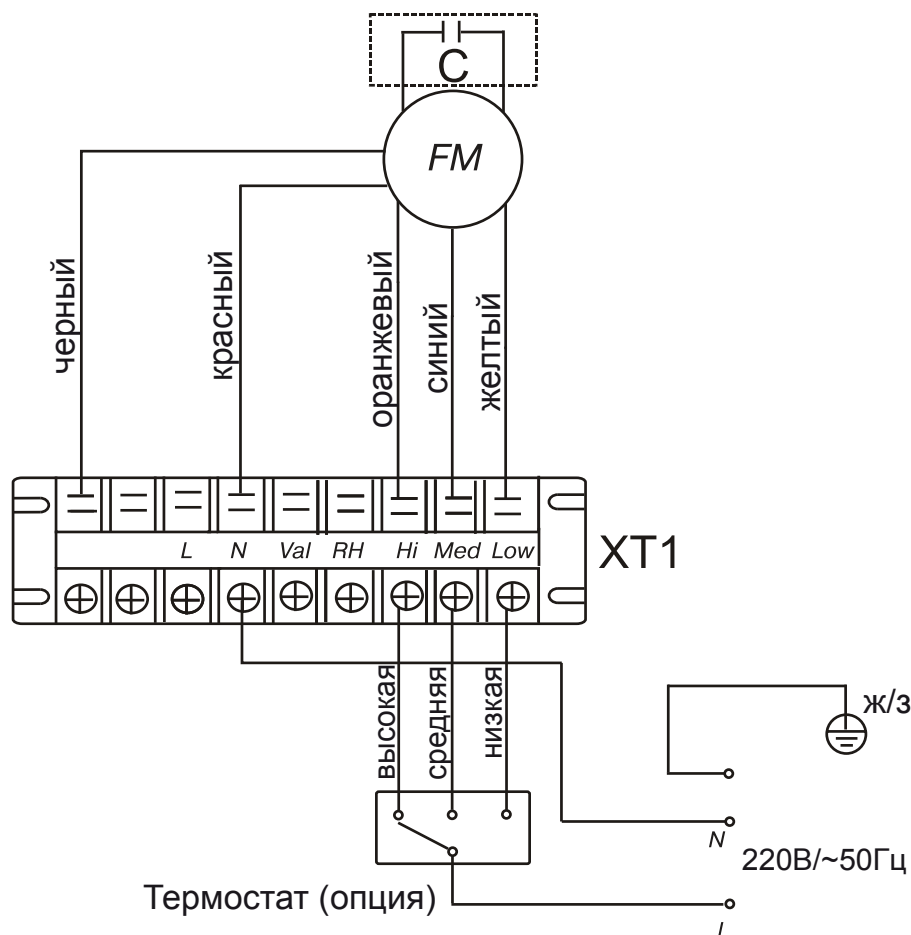 C
FM
черный
красный
оранжевый
синий
желтый
L N Val RH Hi Med Low
XT1
высокая
средняя
низкая
ж/з
N
220В/~50Гц
Термостат (опция)